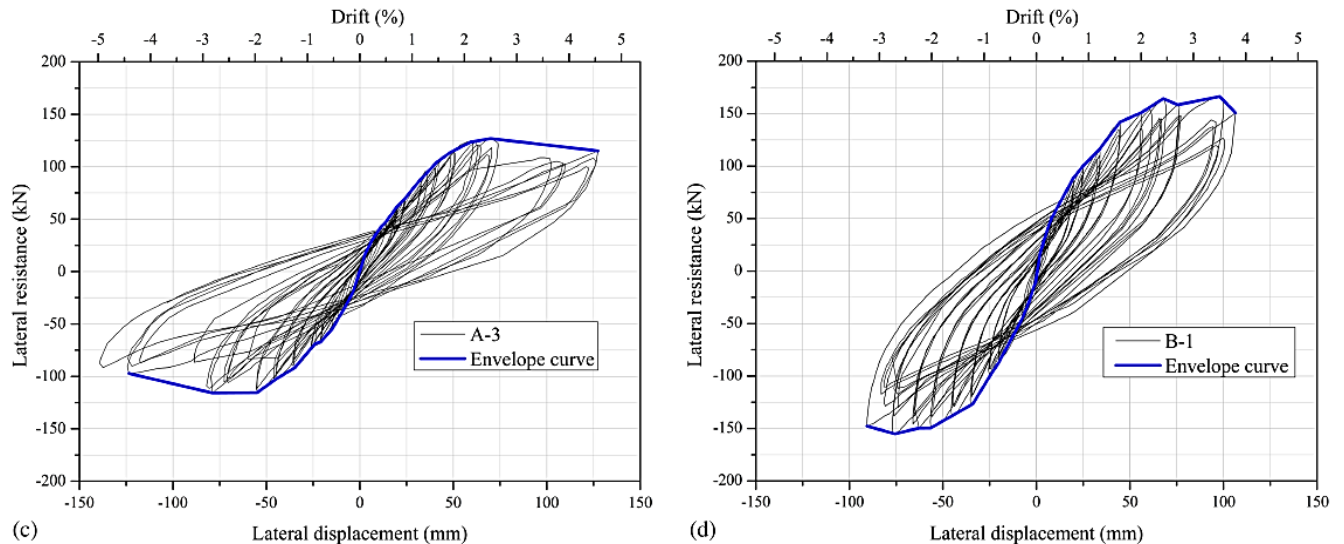 Drift (%)
-5 -4 -3 -2 -1 0 1 2 3 4 5
200
150
100
50
0
-50
-100
-150
-200
Lateral resistance (kN)
A-3
Envelope curve
-150 -100 -50 0 50 100 150
Lateral displacement (mm)
(c)
Drift (%)
-5 -4 -3 -2 -1 0 1 2 3 4 5
200
150
100
50
0
-50
-100
-150
-200
Lateral resistance (kN)
B-1
Envelope curve
-150 -100 -50 0 50 100 150
Lateral displacement (mm)
(d)